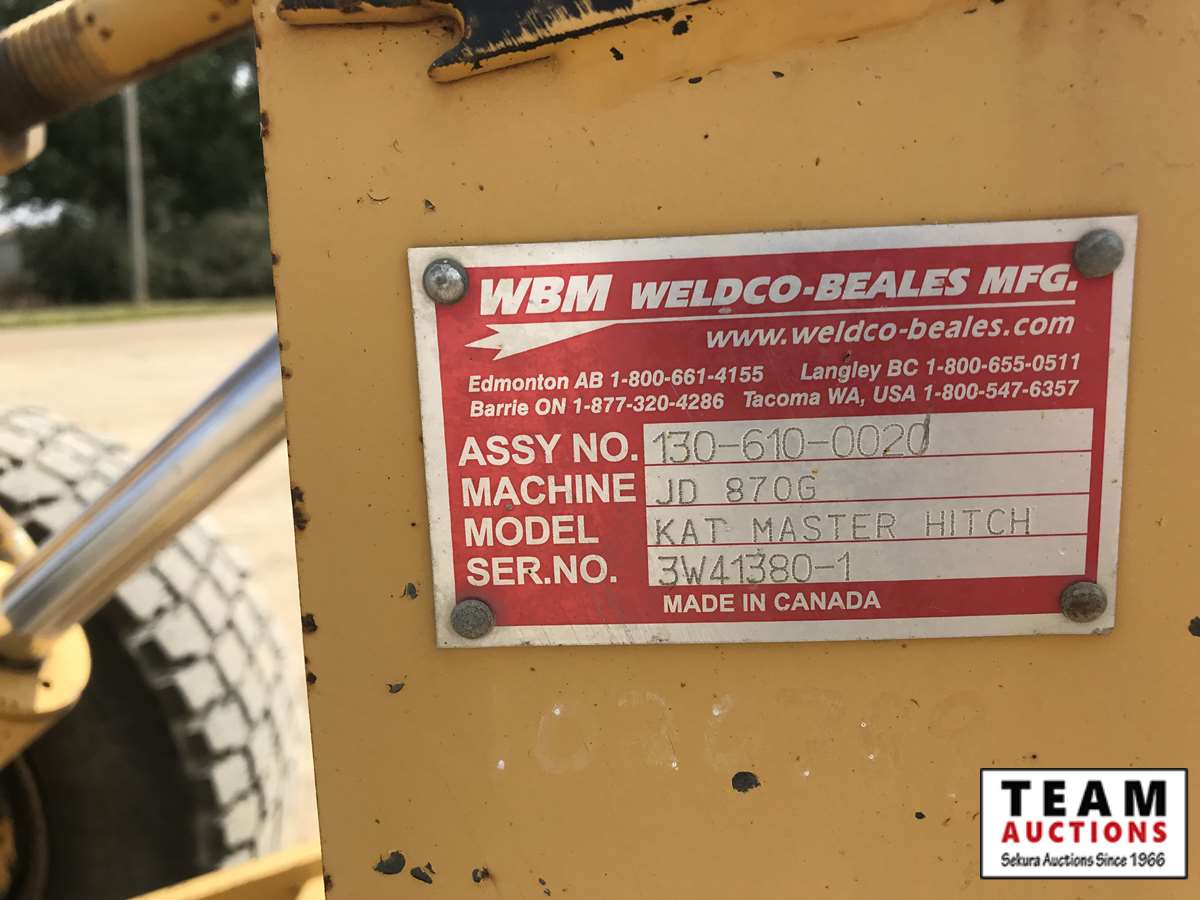 WBM WELDCO-BEALES MFG.
www.weldco-beales.com
Edmonton AB 1-800-661-4155 Langley BC 1-800-655-0511
Barrie ON 1-877-320-4286 Tacoma WA, USA 1-800-547-6357
ASSY NO. 130-610-0020
MACHINE JD 870G
MODEL KAT MASTER HITCH
SER.NO. 3W41380-1
MADE IN CANADA
TEAM
AUCTIONS
Sekura Auctions Since 1966